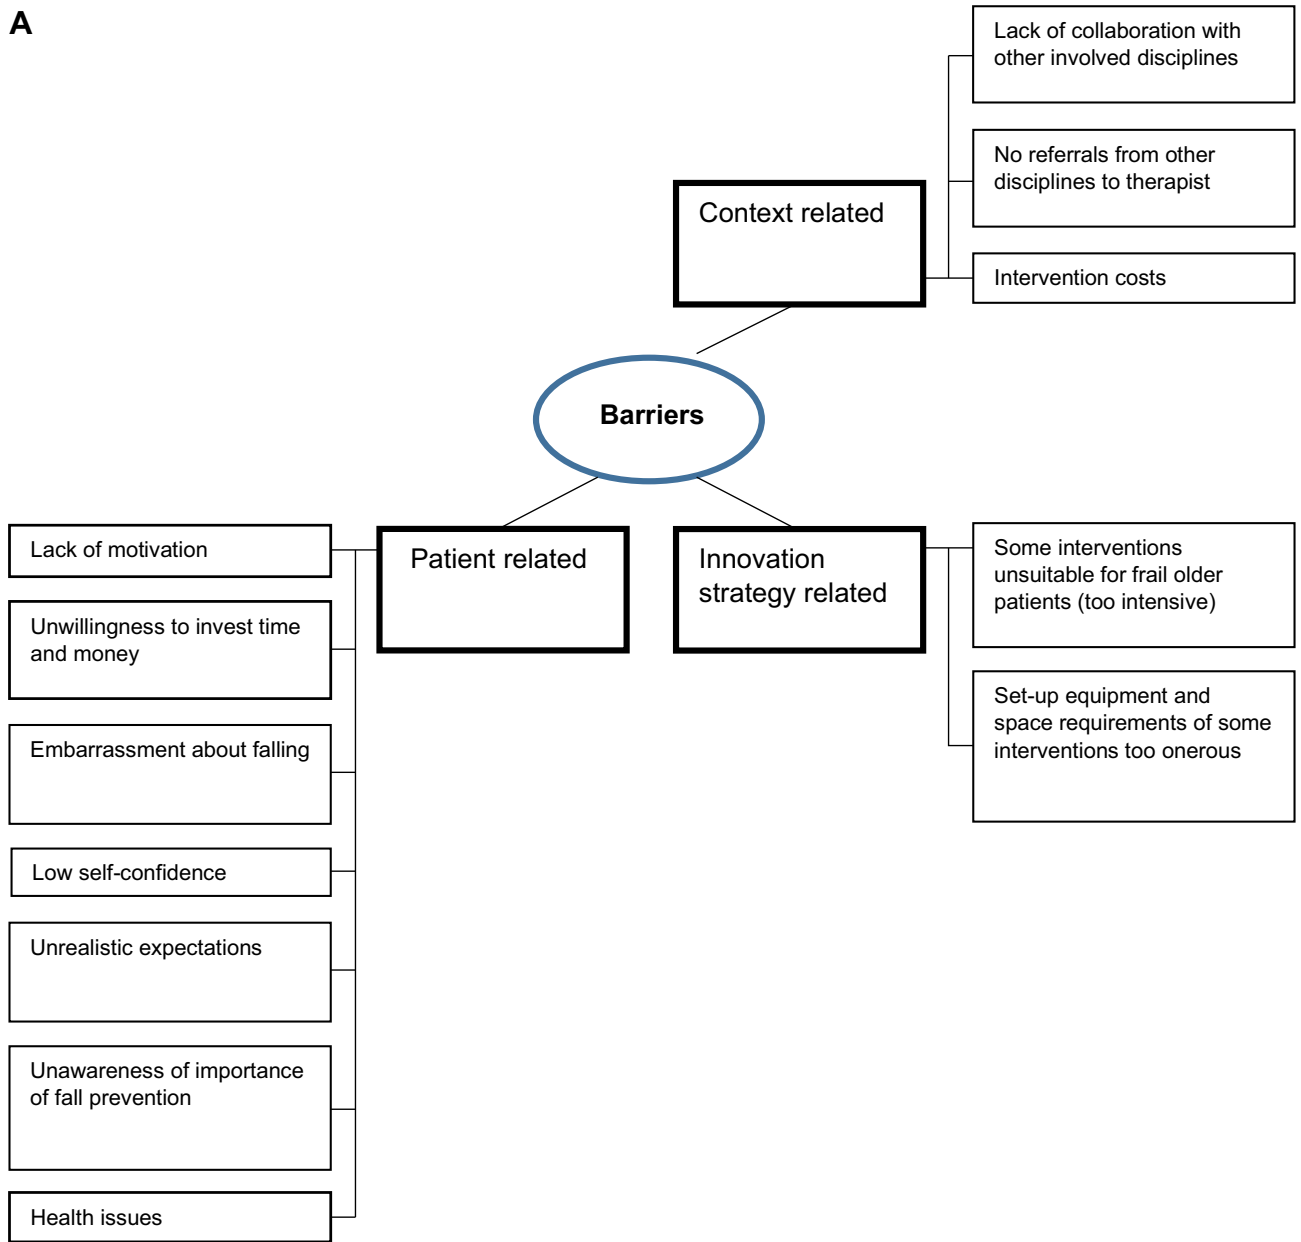 A
Lack of collaboration with
other involved disciplines
No referrals from other
disciplines to therapist
Context related
Intervention costs
Barriers
Patient related
Lack of motivation
Unwillingness to invest time
and money
Embarrassment about falling
Low self-confidence
Unrealistic expectations
Unawareness of importance
of fall prevention
Health issues
Innovation
strategy related
Some interventions
unsuitable for frail older
patients (too intensive)
Set-up equipment and
space requirements of some
interventions too onerous